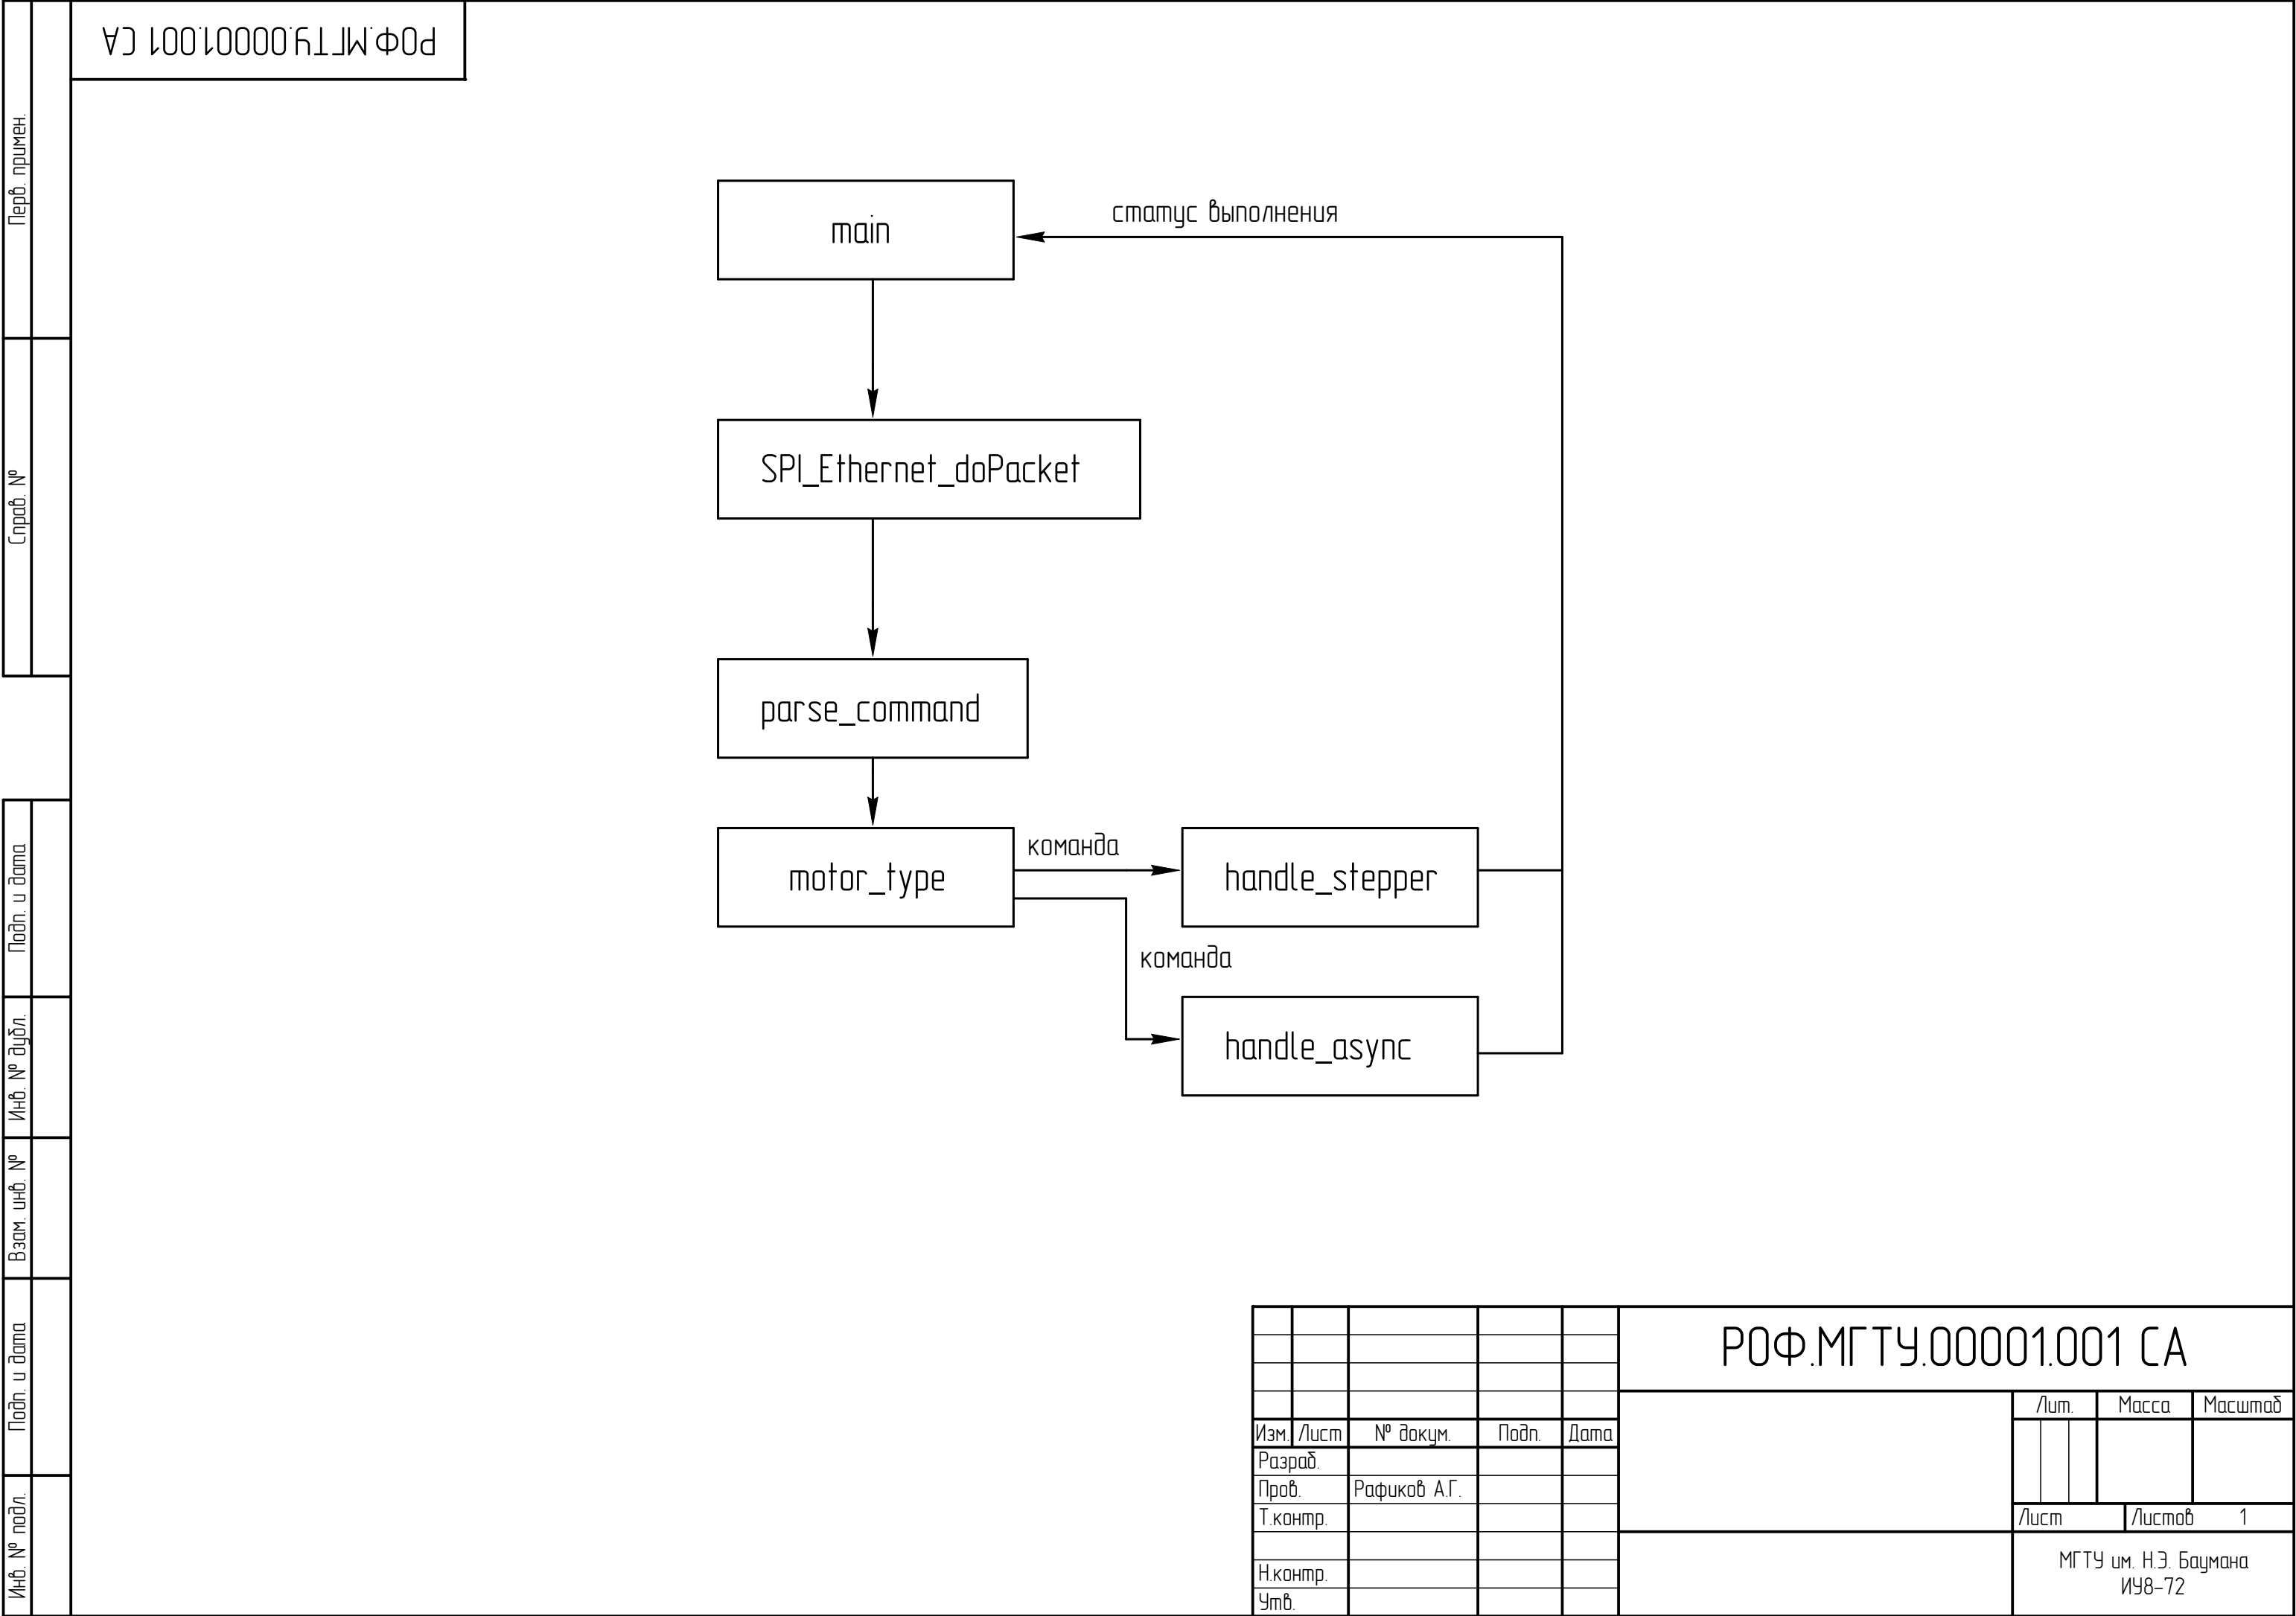 РОФ.МГТУ.00001.001 СА
Перв. примен.
Справ. №
Подп. и дата
Инв. № дубл.
Взам. инв. №
Подп. и дата
Инв. № подл.
main
статус выполнения
SPI_Ethernet_doPacket
parse_command
motor_type
команда
handle_stepper
команда
handle_async
РОФ.МГТУ.00001.001 СА
Лит. Масса Масштаб
Изм. Лист № докум. Подп. Дата
Разраб.
Пров. Рафиков А.Г.
Т.контр.
Лист Листов 1
Н.контр.
Утв.
МГТУ им. Н.Э. Баумана
ИУ8-72